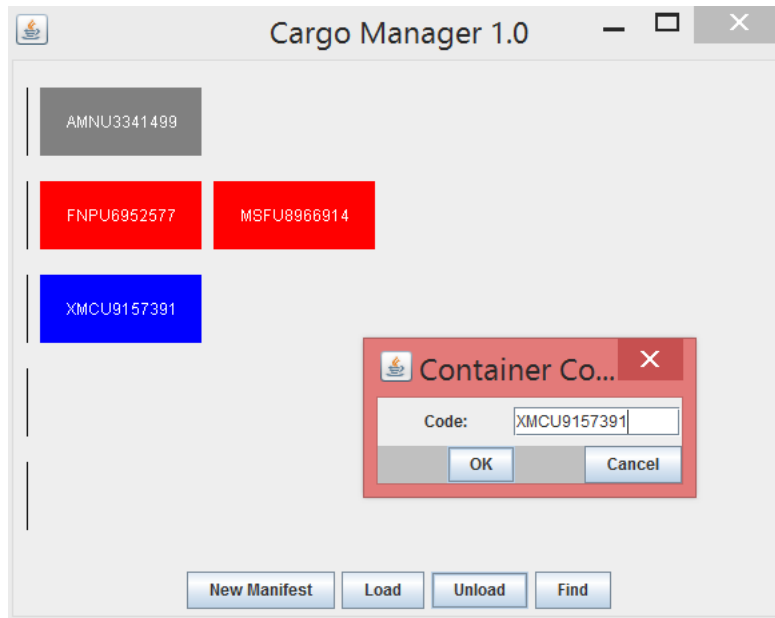 Cargo Manager 1.0
AMNU3341499
FNPU6952577 MSFU8966914
XMCU9157391
Container Co...
Code: XMCU9157391
OK Cancel
New Manifest Load Unload Find